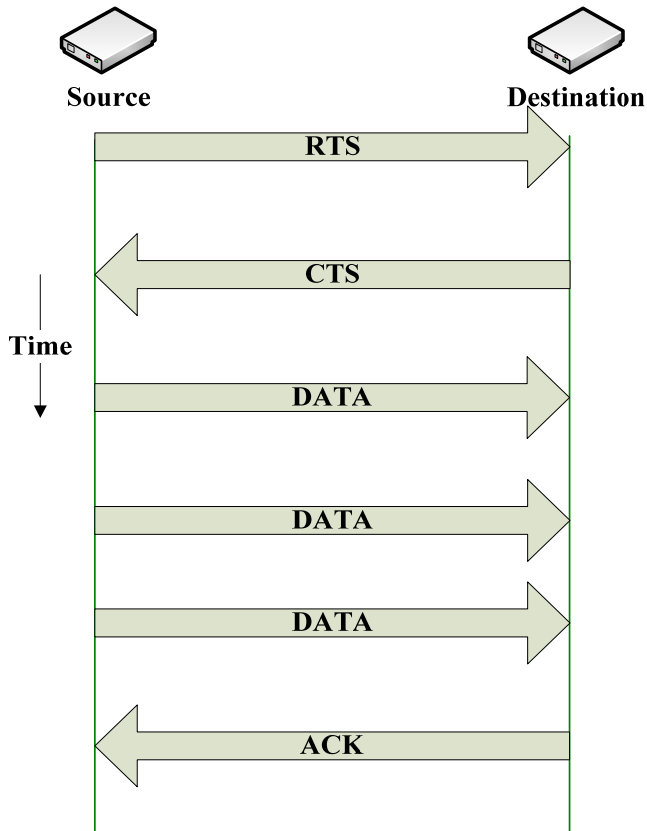 Source
Destination
RTS
CTS
Time
DATA
DATA
DATA
ACK